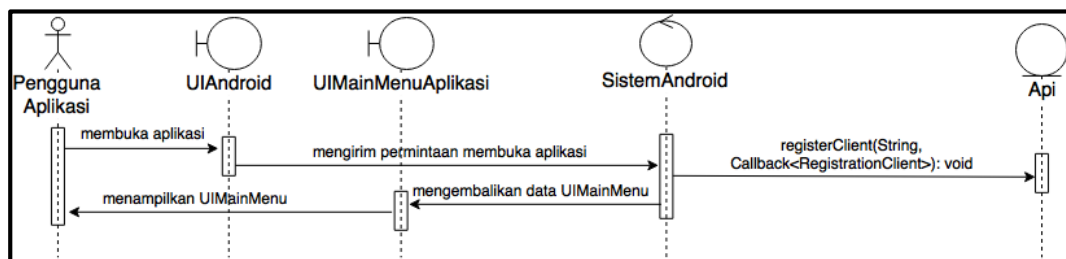 Pengguna
Aplikasi
UIAndroid
UIMainMenuAplikasi
SistemAndroid
Api
membuka aplikasi
mengirim permintaan membuka aplikasi
registerClient(String,
Callback<RegistrationClient>): void
mengembalikan data UIMainMenu
menampilkan UIMainMenu